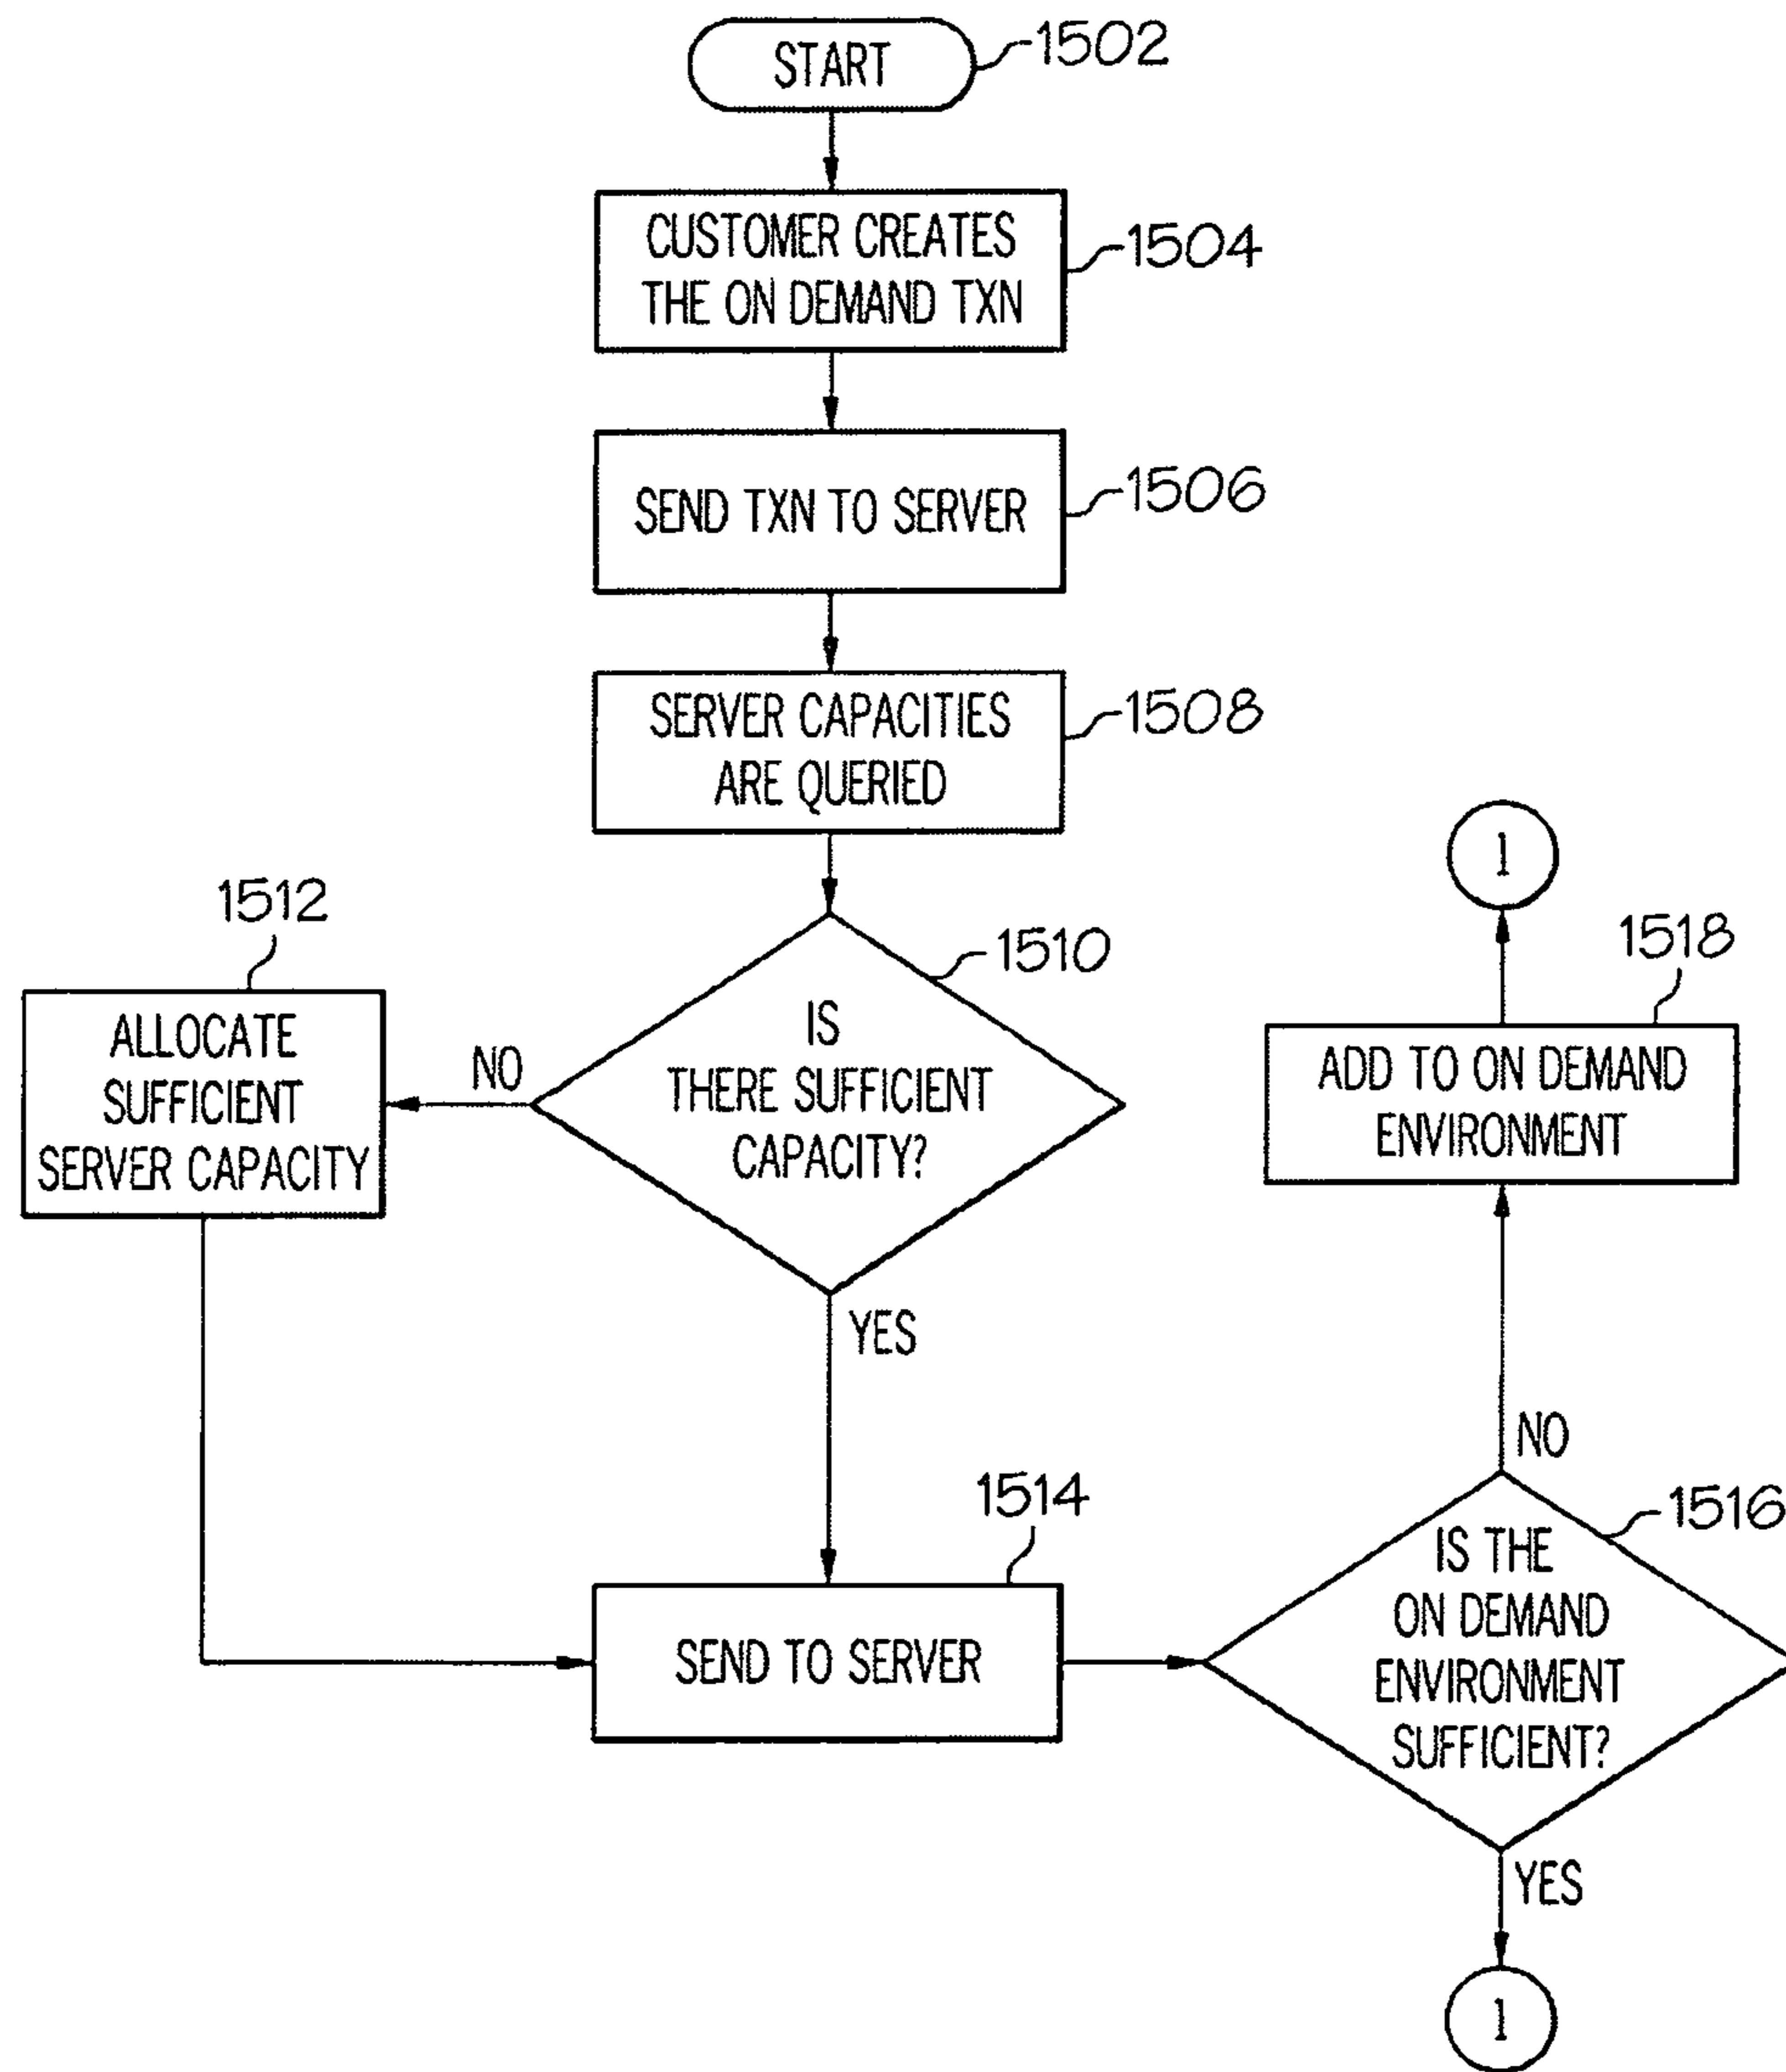 START
1502
CUSTOMER CREATES
THE ON DEMAND TXN
1504
SEND TXN TO SERVER
1506
SERVER CAPACITIES
ARE QUERIED
1508
1510
IS
THERE SUFFICIENT
CAPACITY?
NO
YES
1512
ALLOCATE
SUFFICIENT
SERVER CAPACITY
1514
SEND TO SERVER
1516
IS THE
ON DEMAND
ENVIRONMENT
SUFFICIENT?
NO
YES
1518
ADD TO ON DEMAND
ENVIRONMENT
1
1